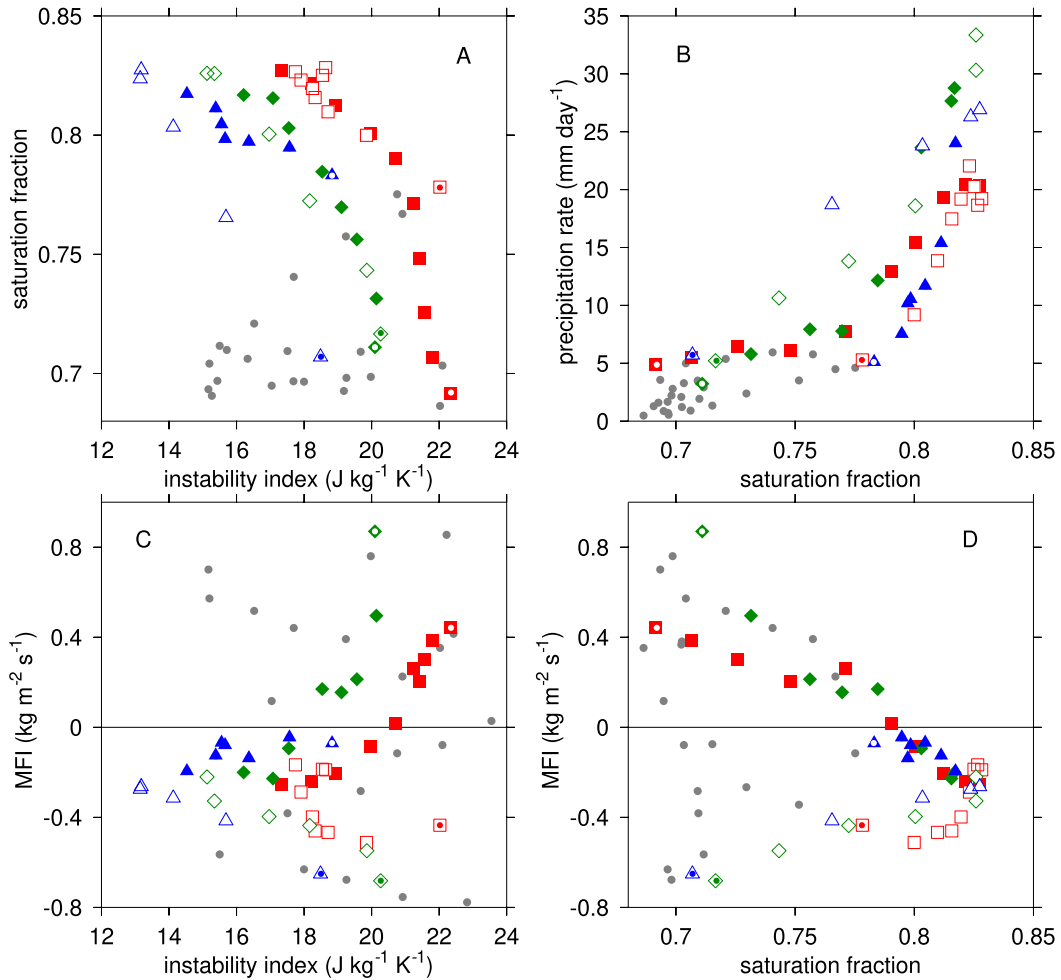 0.85
0.8
0.75
0.7
saturation fraction
A
12 14 16 18 20 22 24
instability index (J kg⁻¹ K⁻¹)
35
30
25
20
15
10
5
0
precipitation rate (mm day⁻¹)
B
0.7 0.75 0.8 0.85
saturation fraction
0.8
0.4
0
-0.4
-0.8
MFI (kg m⁻² s⁻¹)
C
12 14 16 18 20 22 24
instability index (J kg⁻¹ K⁻¹)
0.8
0.4
0
-0.4
-0.8
MFI (kg m⁻² s⁻¹)
D
0.7 0.75 0.8 0.85
saturation fraction